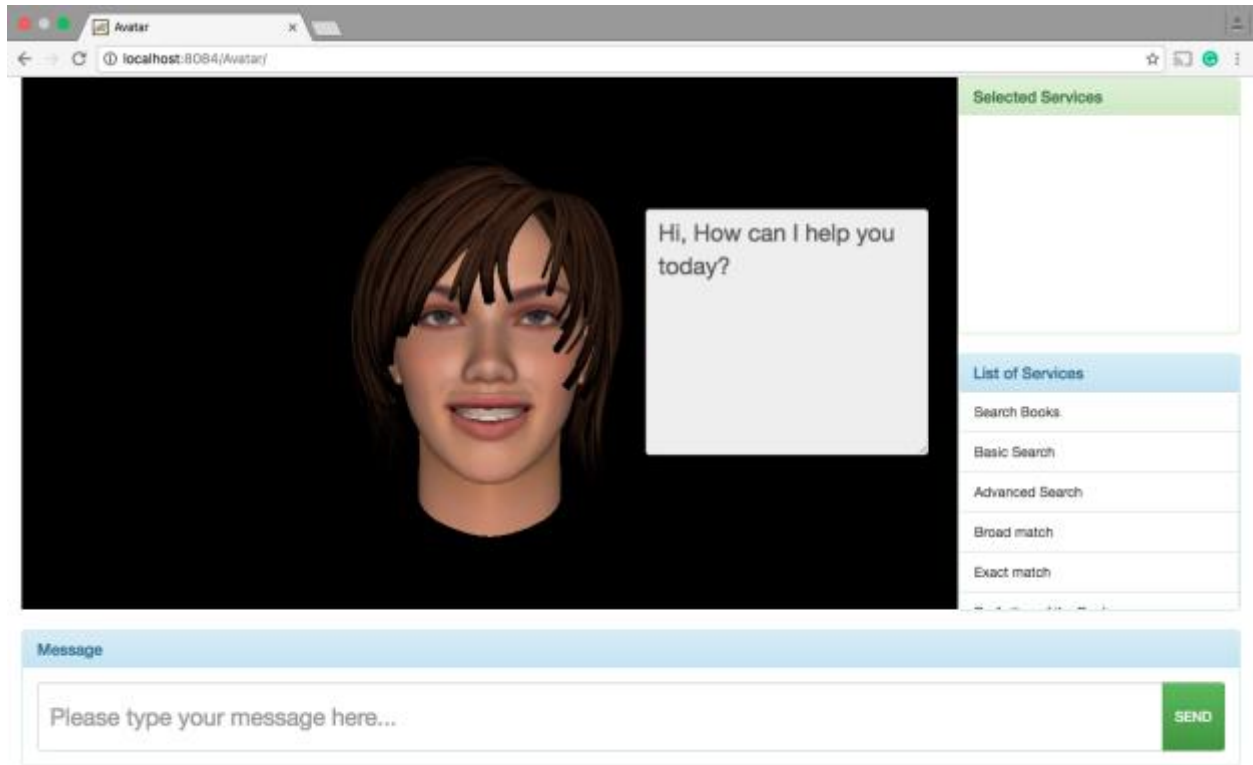 Avatar
localhost:8084/Avatar/
Selected Services
Hi, How can I help you
today?
List of Services
Search Books
Basic Search
Advanced Search
Broad match
Exact match
Message
Please type your message here...
SEND